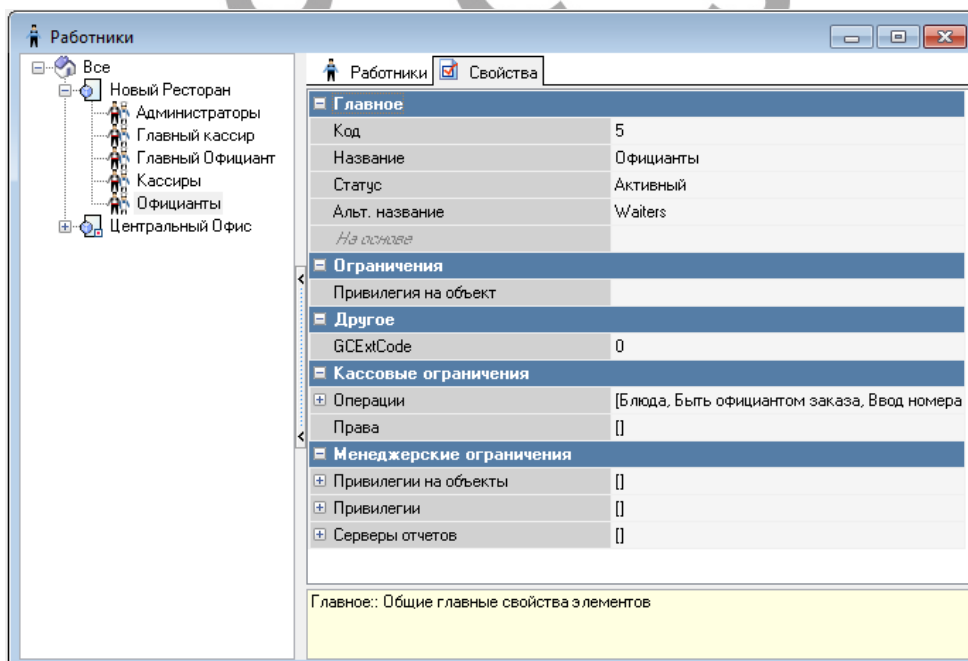 Работники
Все
Новый Ресторан
Администраторы
Главный кассир
Главный Официант
Кассиры
Официанты
Центральный Офис
Работники Свойства
Главное
Код 5
Название Официанты
Статус Активный
Альт. название Waiters
На основе
Ограничения
Привилегия на объект
Другое
GCExtCode 0
Кассовые ограничения
Операции [Блюда, Быть официантом заказа, Ввод номера
Права []
Менеджерские ограничения
Привилегии на объекты []
Привилегии []
Серверы отчетов []
Главное:: Общие главные свойства элементов